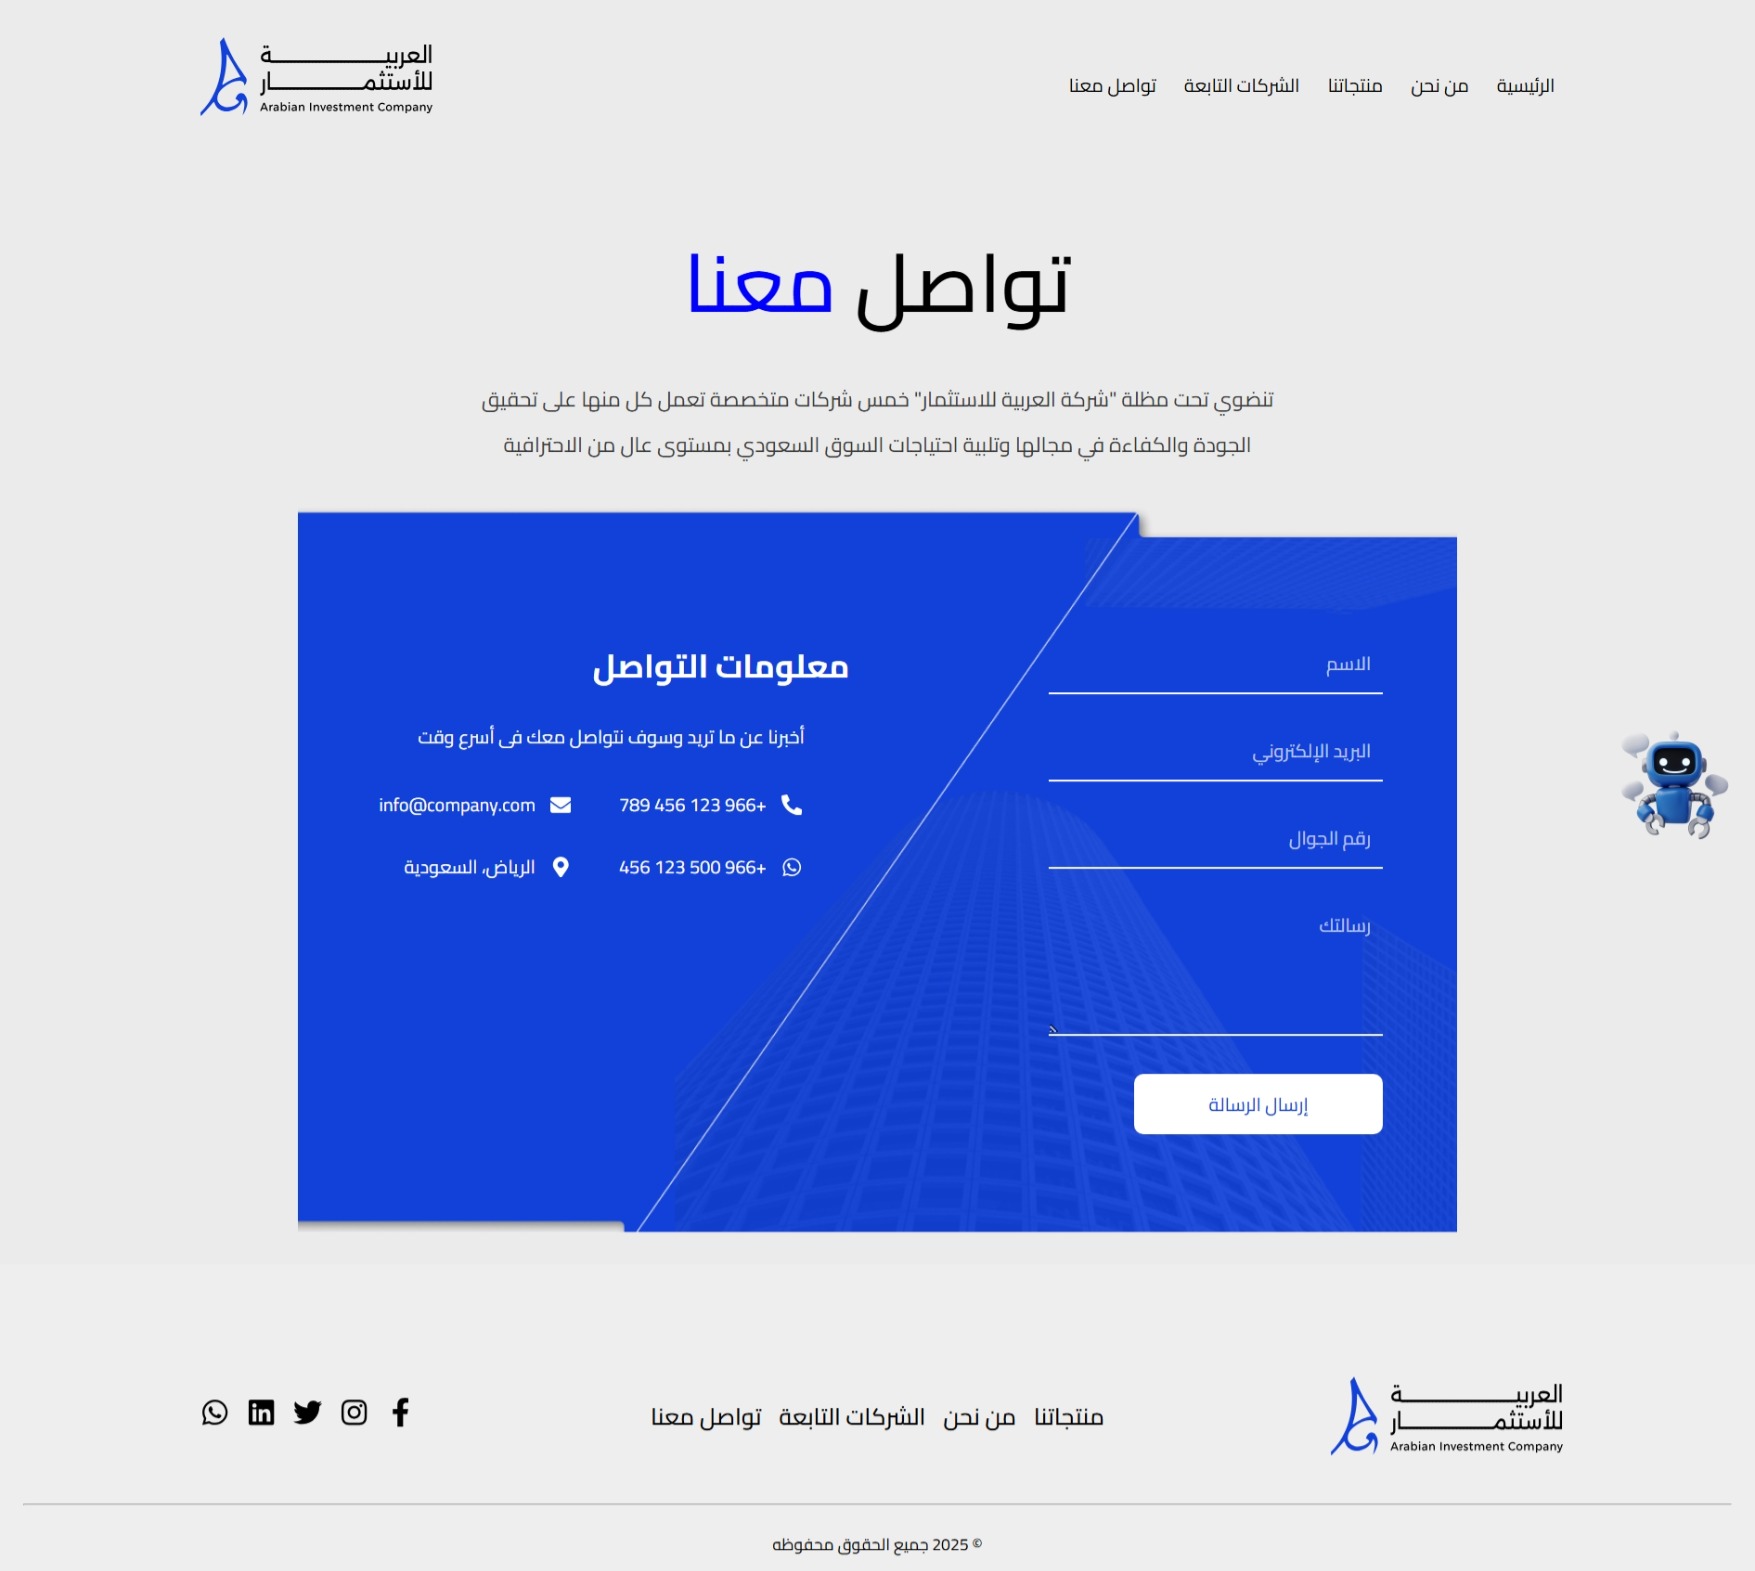 العربية
للأستثمار
Arabian Investment Company
الرئيسية من نحن منتجاتنا الشركات التابعة تواصل معنا
تواصل معنا
تنضوي تحت مظلة "شركة العربية للاستثمار" خمس شركات متخصصة تعمل كل منها على تحقيق
الجودة والكفاءة في مجالها وتلبية احتياجات السوق السعودي بمستوى عال من الاحترافية
الاسم
البريد الإلكتروني
رقم الجوال
رسالتك
إرسال الرسالة
معلومات التواصل
أخبرنا عن ما تريد وسوف نتواصل معك فى أسرع وقت
789 456 123 966+
info@company.com
456 123 500 966+
الرياض، السعودية
العربية
للأستثمار
Arabian Investment Company
منتجاتنا من نحن الشركات التابعة تواصل معنا
© 2025 جميع الحقوق محفوظه